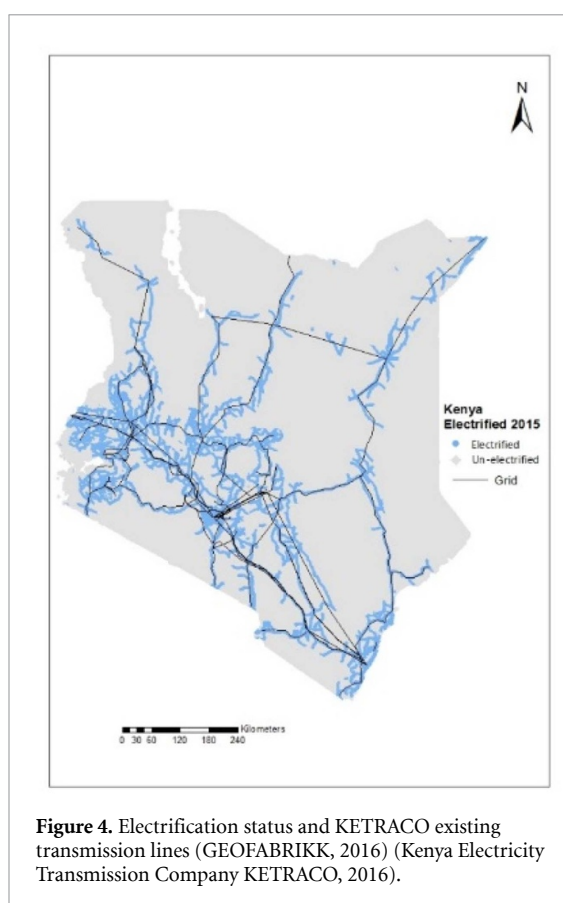 N
Kenya
Electrified 2015
Electrified
Un-electrified
Grid
Kilometers
0 30 60 120 180 240
Figure 4. Electrification status and KETRACO existing
transmission lines (GEOFABRIKK, 2016) (Kenya Electricity
Transmission Company KETRACO, 2016).